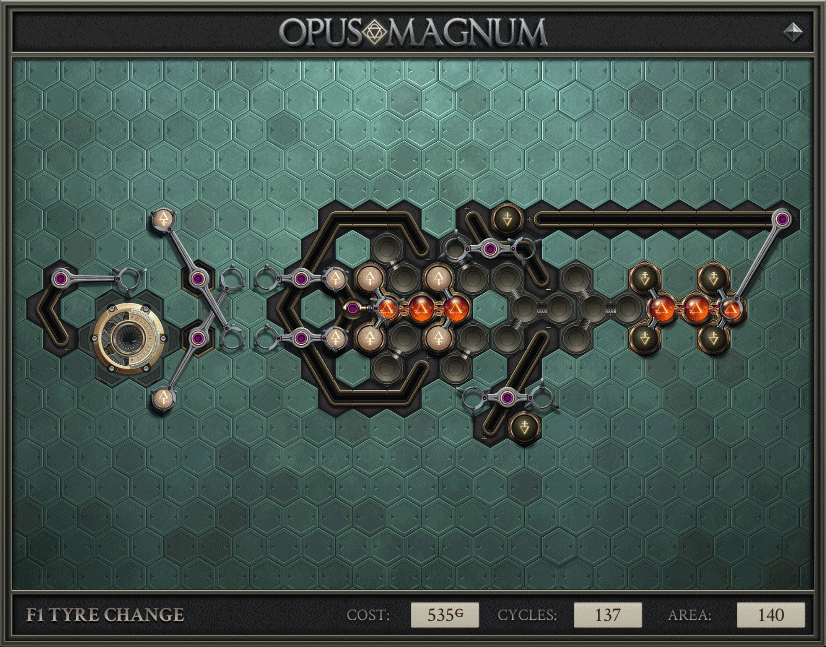 OPUS MAGNUM
F1 TYRE CHANGE
COST: 535G
CYCLES: 137
AREA: 140